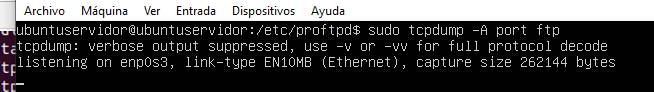 Archivo Máquina Ver Entrada Dispositivos Ayuda
ubuntuservidor@ubuntuservidor:/etc/proftpd$ sudo tcpdump -A port ftp
tcpdump: verbose output suppressed, use -v or -vv for full protocol decode
listening on enp0s3, link-type EN10MB (Ethernet), capture size 262144 bytes